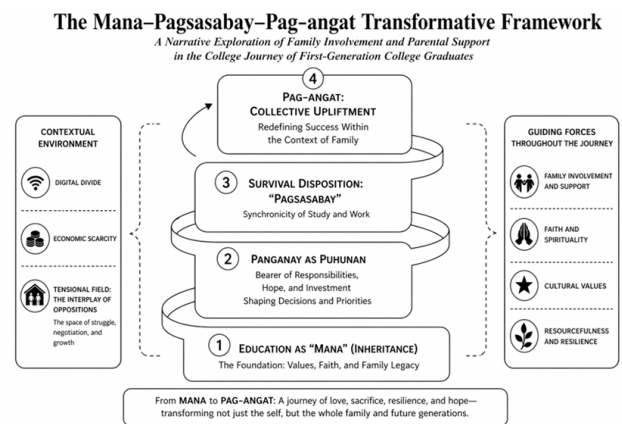 The Mana–Pagsasabay–Pag-angat Transformative Framework
A Narrative Exploration of Family Involvement and Parental Support
in the College Journey of First-Generation College Graduates
CONTEXTUAL
ENVIRONMENT
DIGITAL DIVIDE
ECONOMIC SCARCITY
TENSIONAL FIELD:
THE INTERPLAY OF
OPPOSITIONS
The space of struggle,
negotiation, and
growth
4
PAG-ANGAT:
COLLECTIVE UPLIFTMENT
Redefining Success Within
the Context of Family
3
SURVIVAL DISPOSITION:
"PAGSASABAY"
Synchronicity of Study and Work
2
PANGANAY AS PUHUNAN
Bearer of Responsibilities,
Hope, and Investment
Shaping Decisions and Priorities
1
EDUCATION AS "MANA" (INHERITANCE)
The Foundation: Values, Faith, and Family Legacy
GUIDING FORCES
THROUGHOUT THE JOURNEY
FAMILY INVOLVEMENT
AND SUPPORT
FAITH AND
SPIRITUALITY
CULTURAL VALUES
RESOURCEFULNESS
AND RESILIENCE
From MANA to PAG-ANGAT: A journey of love, sacrifice, resilience, and hope—
transforming not just the self, but the whole family and future generations.